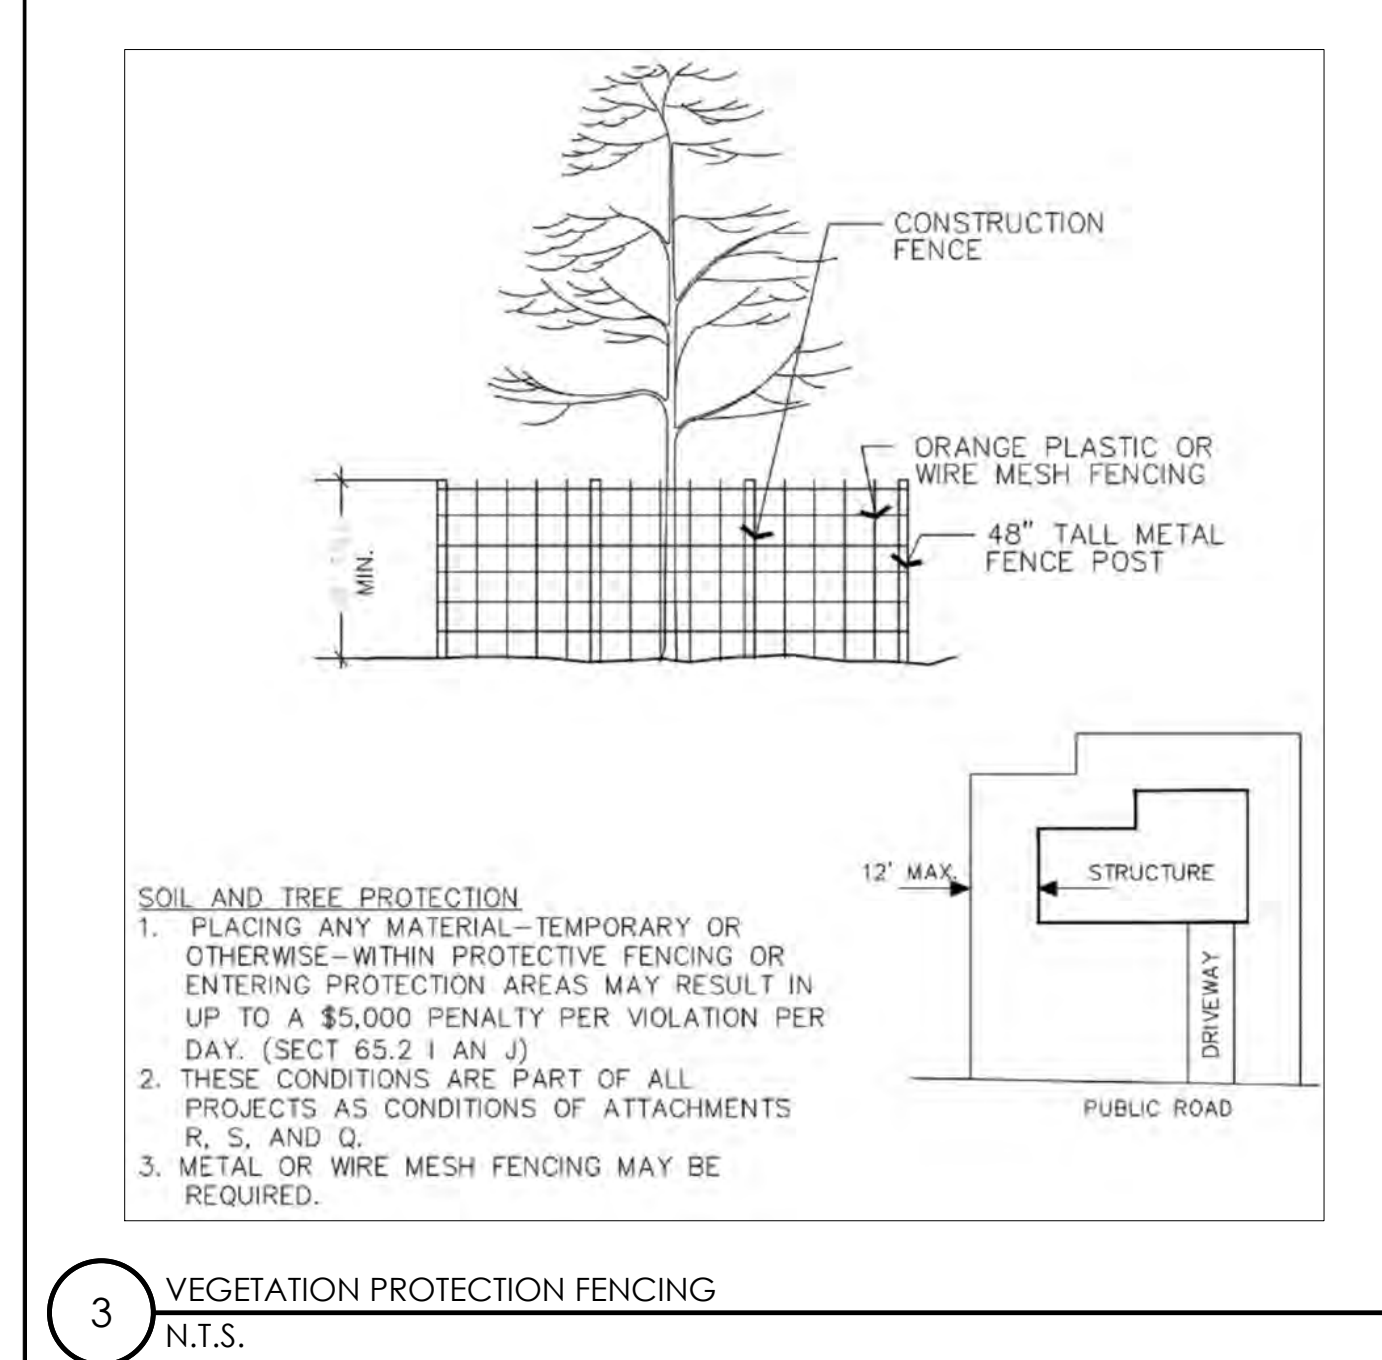 CONSTRUCTION
FENCE
ORANGE PLASTIC OR
WIRE MESH FENCING
48" TALL METAL
FENCE POST
MIN.
12' MAX.
STRUCTURE
DRIVEWAY
PUBLIC ROAD
SOIL AND TREE PROTECTION
1. PLACING ANY MATERIAL-TEMPORARY OR
OTHERWISE-WITHIN PROTECTIVE FENCING OR
ENTERING PROTECTION AREAS MAY RESULT IN
UP TO A $5,000 PENALTY PER VIOLATION PER
DAY. (SECT 65.2 I AN J)
2. THESE CONDITIONS ARE PART OF ALL
PROJECTS AS CONDITIONS OF ATTACHMENTS
R, S, AND Q.
3. METAL OR WIRE MESH FENCING MAY BE
REQUIRED.
3
VEGETATION PROTECTION FENCING
N.T.S.